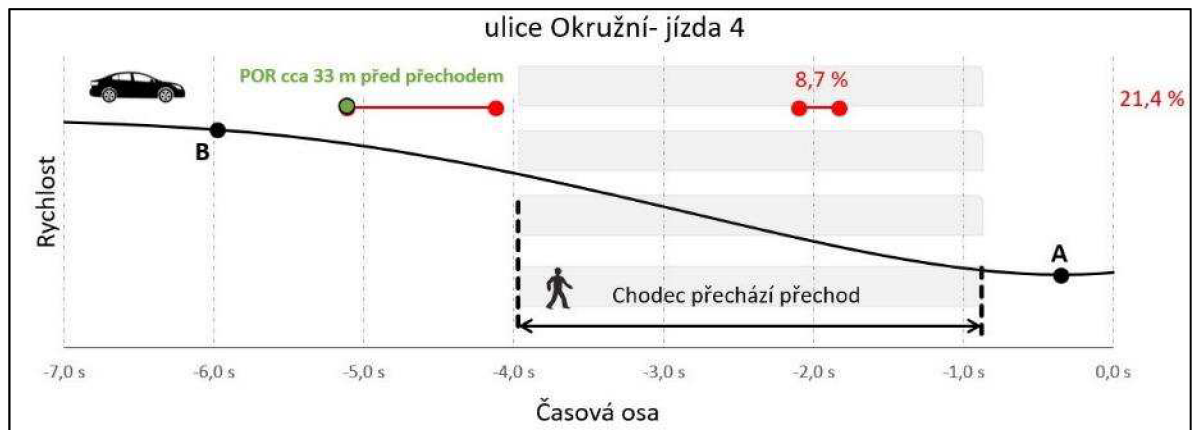 ulice Okružní- jízda 4
POR cca 33 m před přechodem
8,7 %
21,4 %
B
Rychlost
A
Chodec přechází přechod
-7,0 s -6,0 s -5,0 s -4,0 s -3,0 s -2,0 s -1,0 s 0,0 s
Časová osa